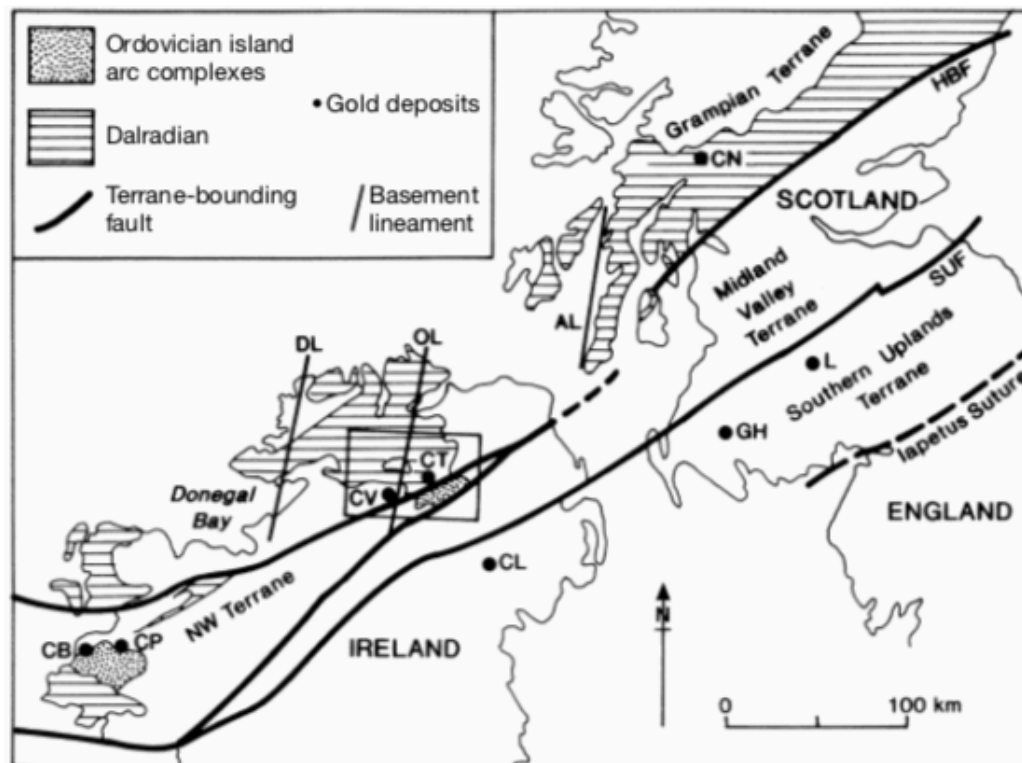 Ordovician island
arc complexes
• Gold deposits
Dalradian
Terrane-bounding
fault
Basement
lineament
Grampian Terrane
HBF
CN
SCOTLAND
Midland
Valley
Terrane
SUF
AL
DL
OL
L
Southern Uplands
Terrane
Iapetus Suture
GH
CT
CV
Donegal
Bay
ENGLAND
CL
NW Terrane
N
CB
CP
IRELAND
0 100 km